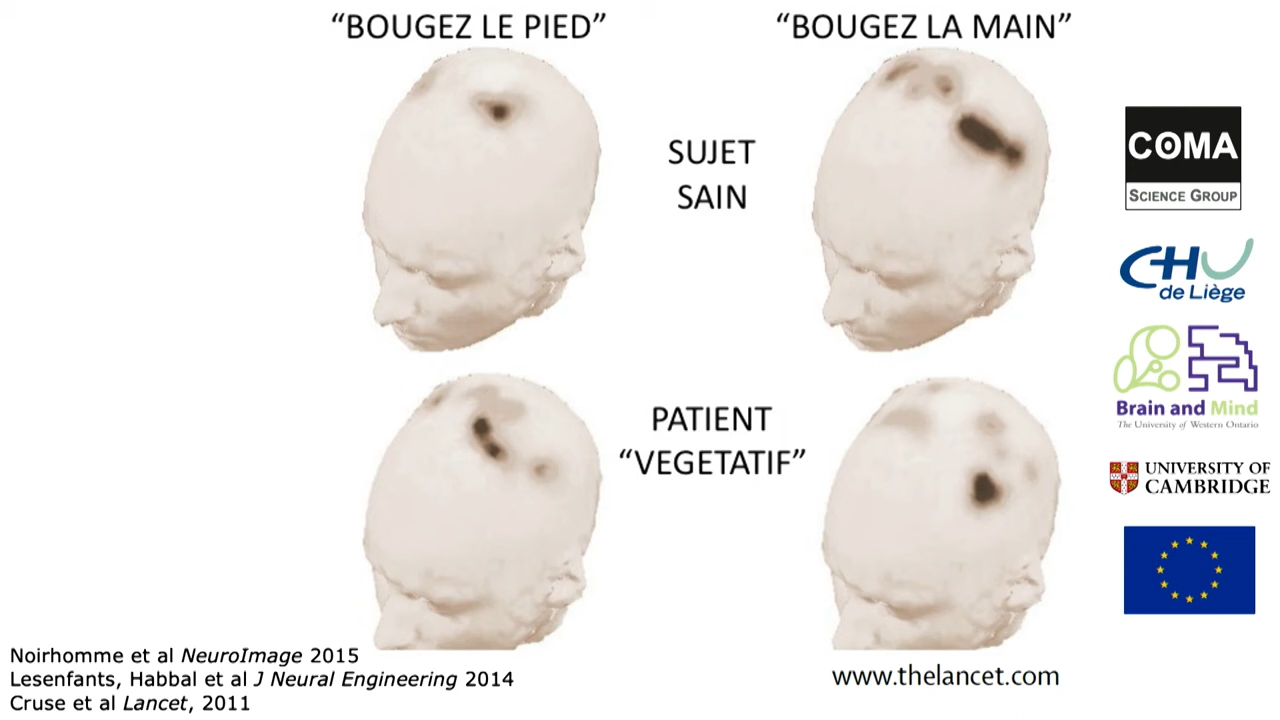 “BOUGEZ LE PIED”
“BOUGEZ LA MAIN”
SUJET
SAIN
PATIENT
“VEGETATIF”
COMA
SCIENCE GROUP
CHU
de Liège
Brain and Mind
The University of Western Ontario
UNIVERSITY OF
CAMBRIDGE
Noirhomme et al NeuroImage 2015
Lesenfants, Habbal et al J Neural Engineering 2014
Cruse et al Lancet, 2011
www.thelancet.com